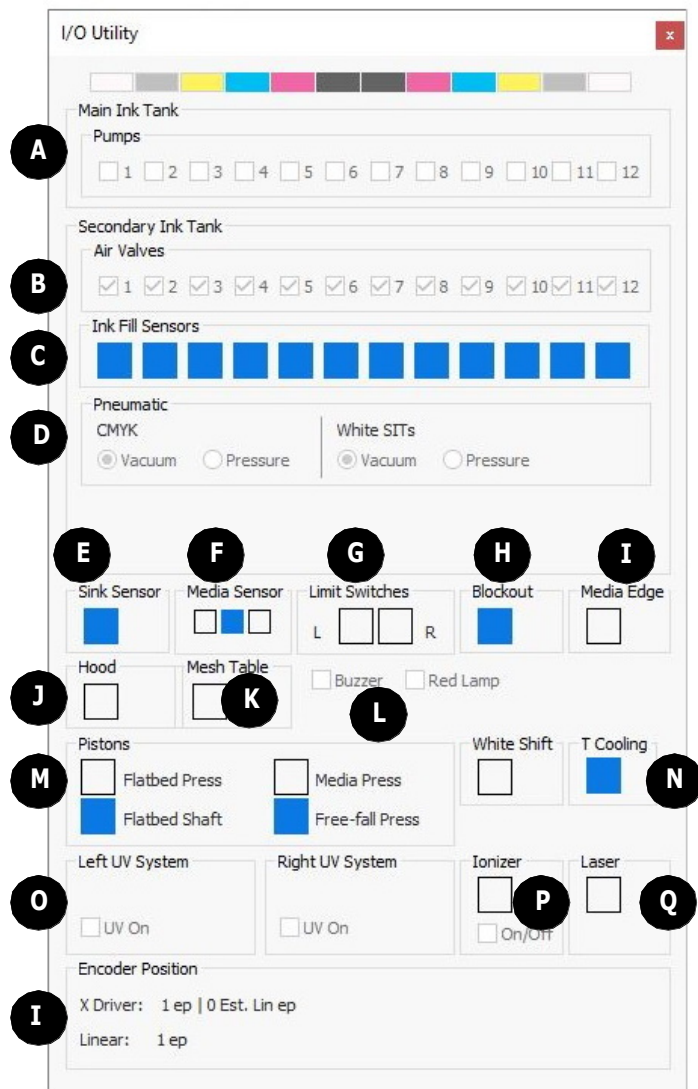 I/O Utility
x
Main Ink Tank
A
Pumps
1 2 3 4 5 6 7 8 9 10 11 12
Secondary Ink Tank
B
Air Valves
1 2 3 4 5 6 7 8 9 10 11 12
C
Ink Fill Sensors
D
Pneumatic
CMYK White SITs
Vacuum Pressure Vacuum Pressure
E F G H I
Sink Sensor Media Sensor Limit Switches Blockout Media Edge
L R
J
Hood Mesh Table Buzzer Red Lamp
K L
M
Pistons White Shift T Cooling
Flatbed Press Media Press
N
Flatbed Shaft Free-fall Press
Left UV System Right UV System Ionizer Laser
O P Q
UV On UV On On/Off
Encoder Position
I
X Driver: 1 ep | 0 Est. Lin ep
Linear: 1 ep